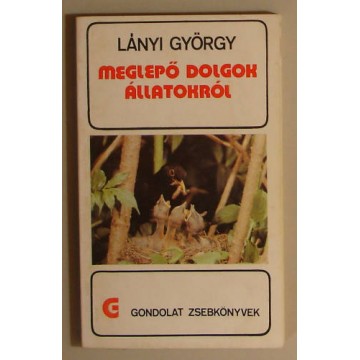 LÁNYI GYÖRGY
MEGLEPŐ DOLGOK
ÁLLATOKRÓL
G GONDOLAT ZSEBKÖNYVEK